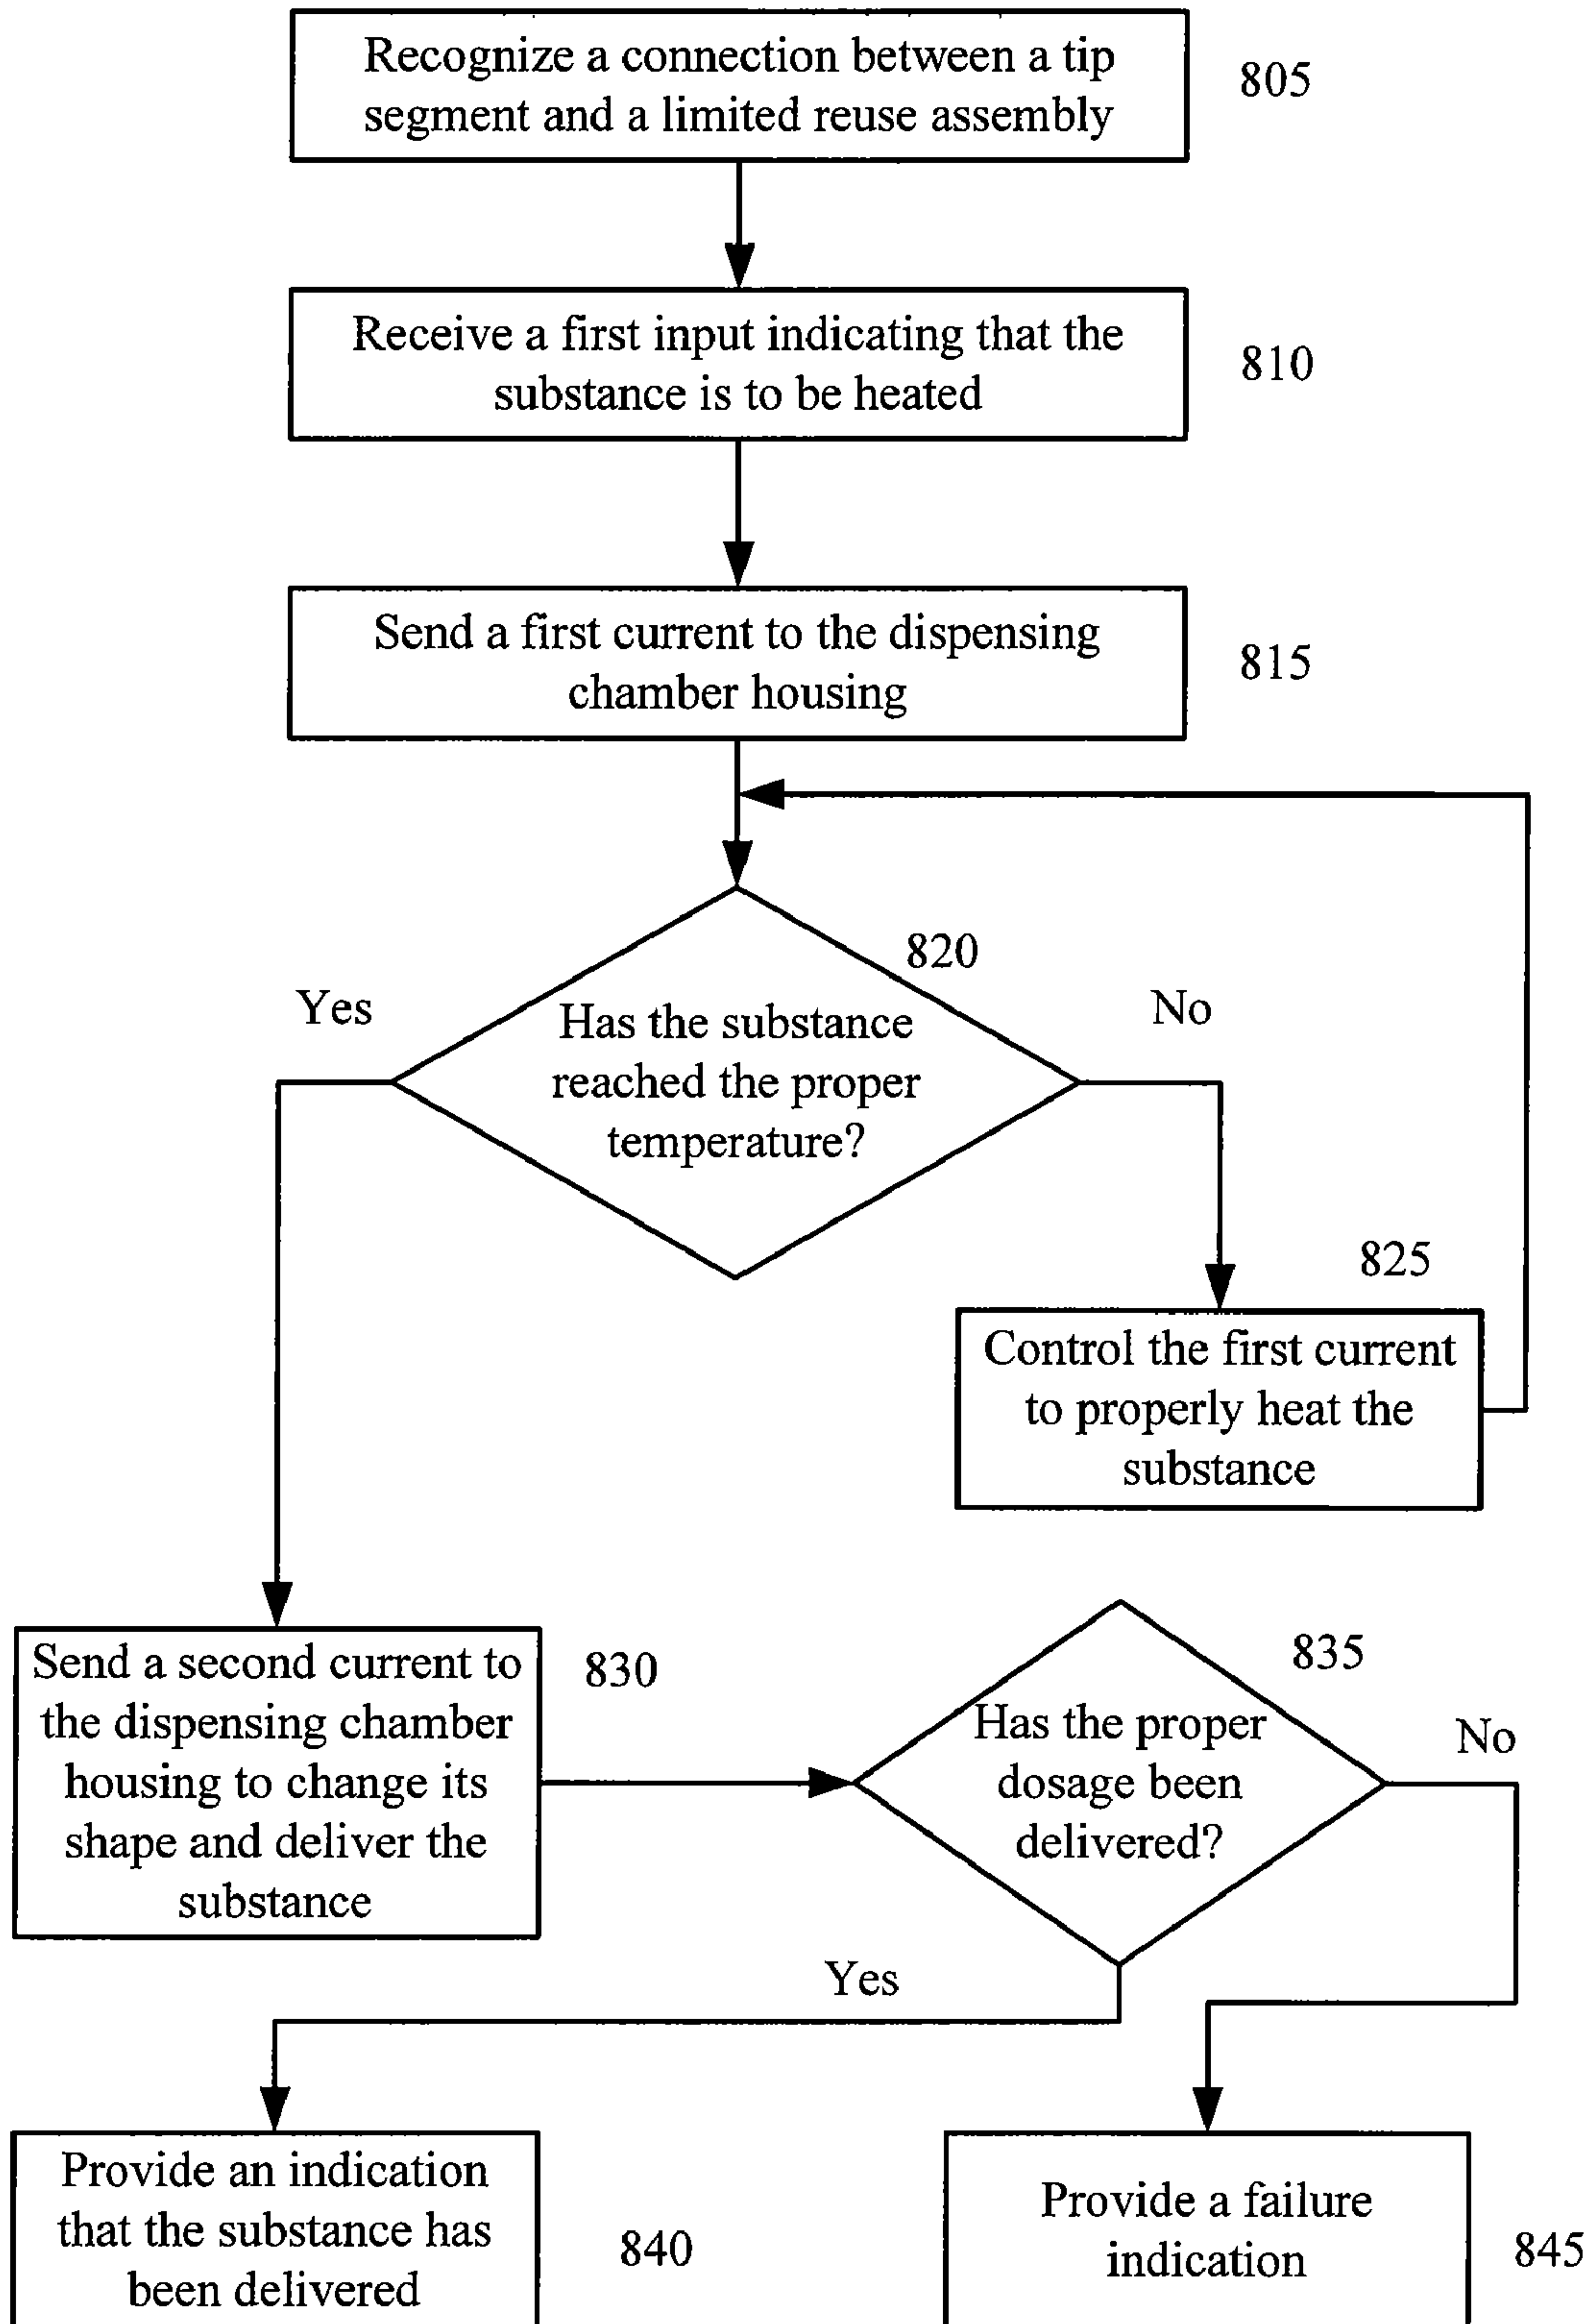 Recognize a connection between a tip
segment and a limited reuse assembly
805
Receive a first input indicating that the
substance is to be heated
810
Send a first current to the dispensing
chamber housing
815
820
Yes
No
Has the substance
reached the proper
temperature?
825
Control the first current
to properly heat the
substance
Send a second current to
the dispensing chamber
housing to change its
shape and deliver the
substance
830
835
Has the proper
dosage been
delivered?
No
Yes
Provide an indication
that the substance has
been delivered
840
Provide a failure
indication
845